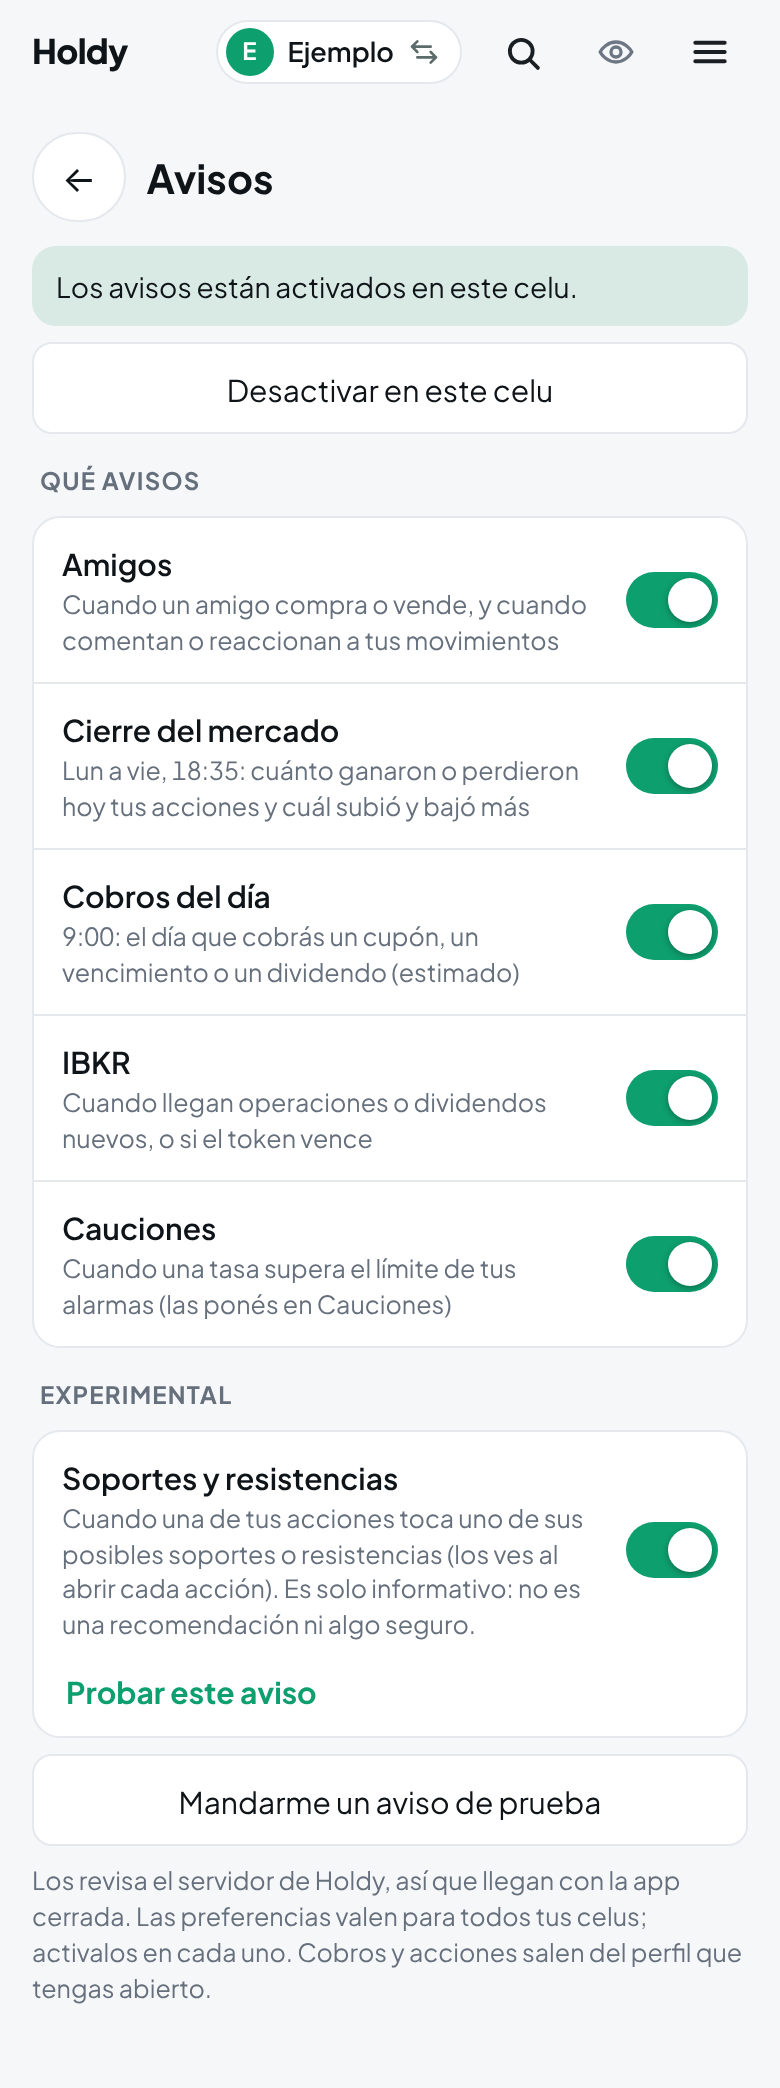 Holdy
E Ejemplo
Avisos
Los avisos están activados en este celu.
Desactivar en este celu
QUÉ AVISOS
Amigos
Cuando un amigo compra o vende, y cuando
comentan o reaccionan a tus movimientos
Cierre del mercado
Lun a vie, 18:35: cuánto ganaron o perdieron
hoy tus acciones y cuál subió y bajó más
Cobros del día
9:00: el día que cobrás un cupón, un
vencimiento o un dividendo (estimado)
IBKR
Cuando llegan operaciones o dividendos
nuevos, o si el token vence
Cauciones
Cuando una tasa supera el límite de tus
alarmas (las ponés en Cauciones)
EXPERIMENTAL
Soportes y resistencias
Cuando una de tus acciones toca uno de sus
posibles soportes o resistencias (los ves al
abrir cada acción). Es solo informativo: no es
una recomendación ni algo seguro.
Probar este aviso
Mandarme un aviso de prueba
Los revisa el servidor de Holdy, así que llegan con la app
cerrada. Las preferencias valen para todos tus celus;
activalos en cada uno. Cobros y acciones salen del perfil que
tengas abierto.